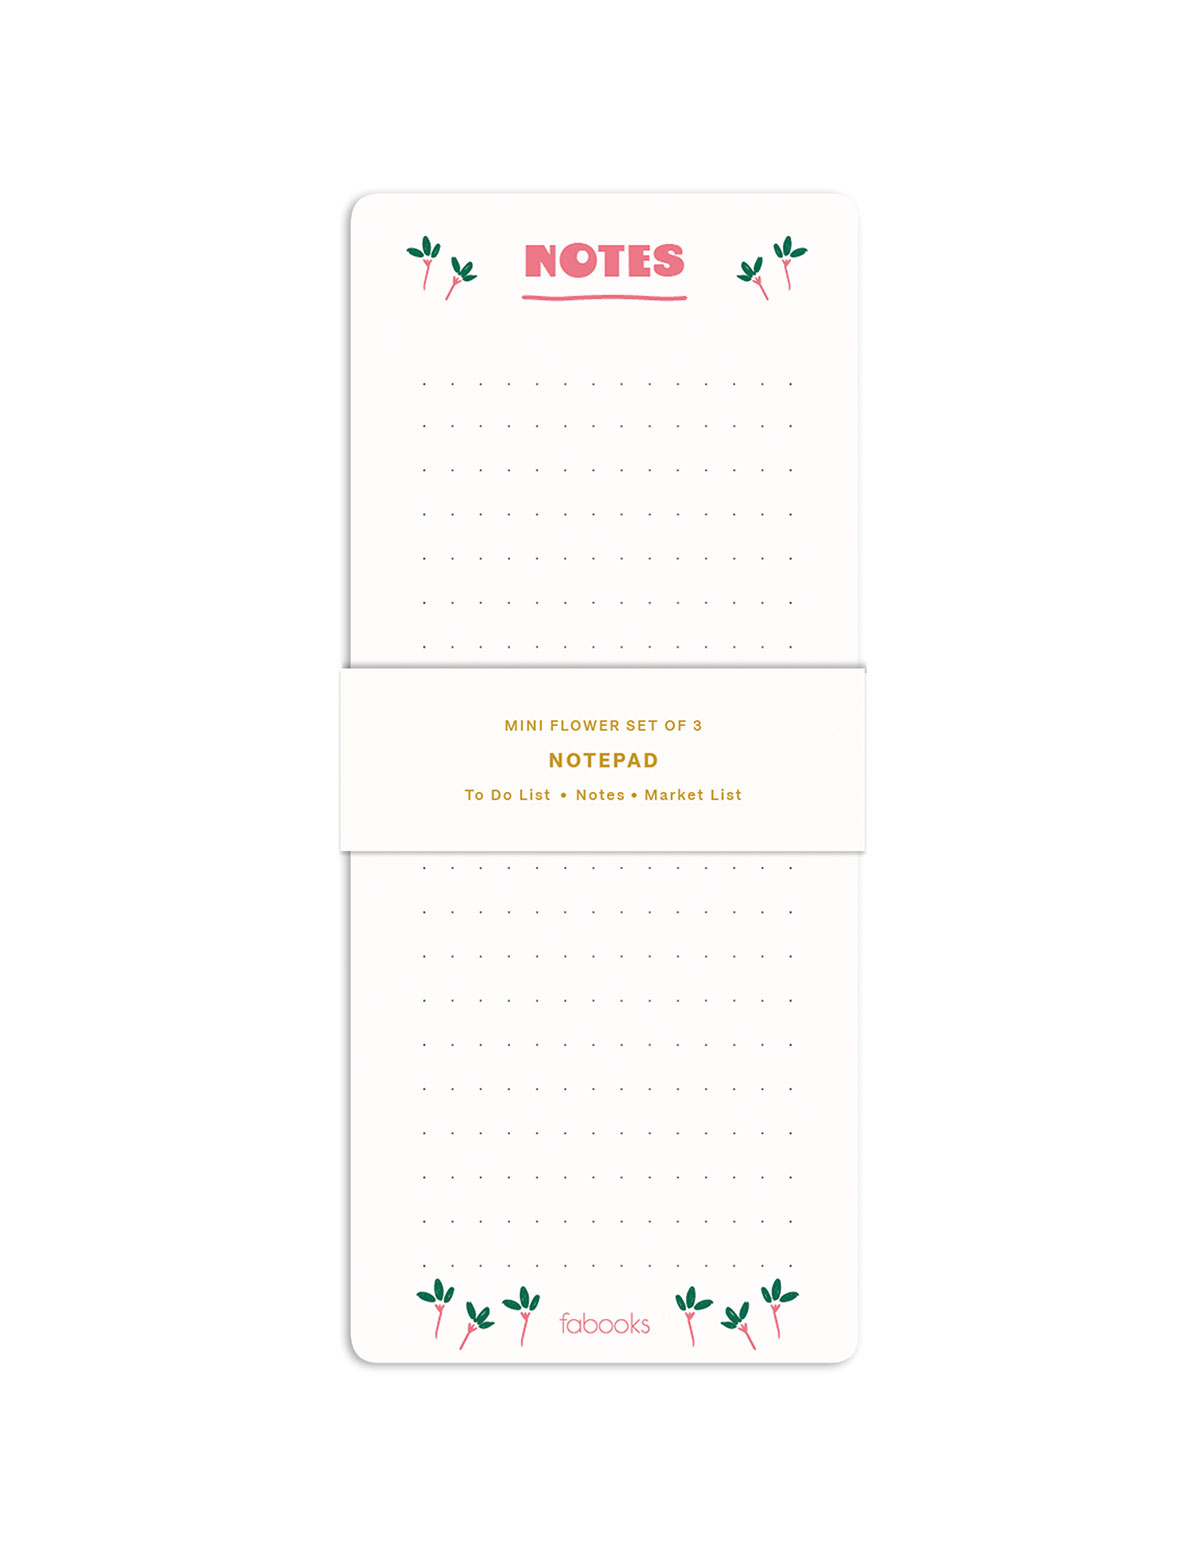 NOTES
MINI FLOWER SET OF 3
NOTEPAD
To Do List • Notes • Market List
fabooks